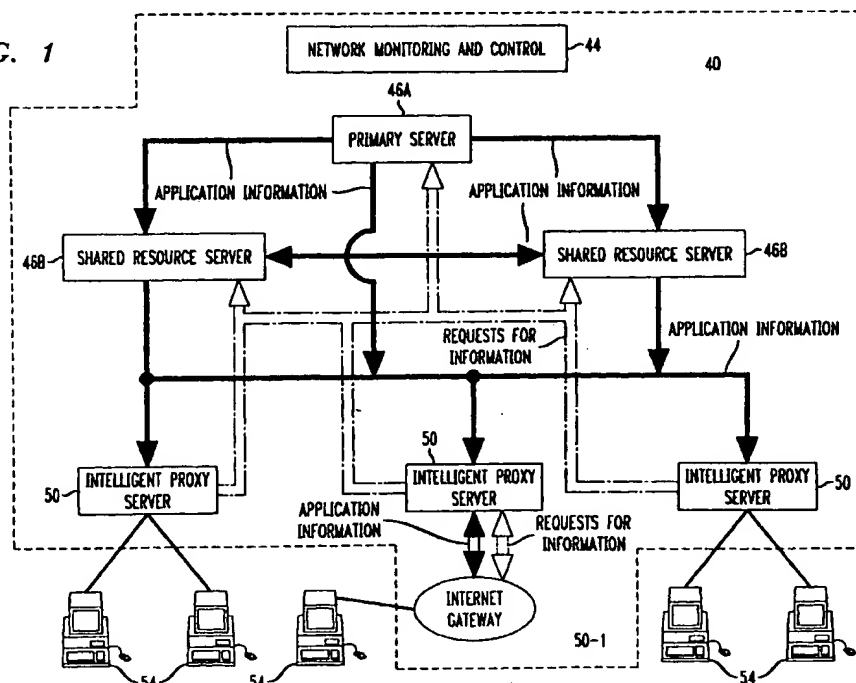 G. 1
NETWORK MONITORING AND CONTROL
44
40
46A
PRIMARY SERVER
APPLICATION INFORMATION
APPLICATION
INFORMATION
46B
SHARED RESOURCE SERVER
SHARED RESOURCE SERVER
46B
REQUESTS FOR
INFORMATION
APPLICATION
INFORMATION
50
INTELLIGENT PROXY
SERVER
50
INTELLIGENT PROXY
SERVER
INTELLIGENT PROXY
SERVER
50
APPLICATION
INFORMATION
REQUESTS FOR
INFORMATION
INTERNET
GATEWAY
50-1
54
54
54